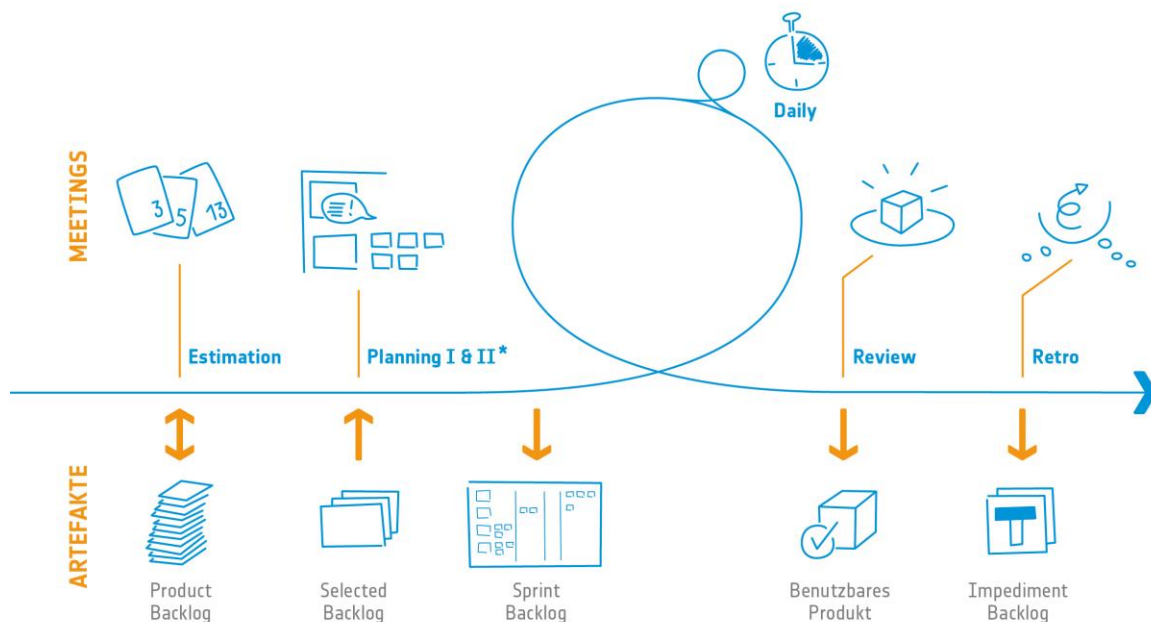 Daily
MEETINGS
3
5
13
!
Estimation
Planning I & II*
Review
Retro
ARTEFAKTE
Product
Backlog
Selected
Backlog
Sprint
Backlog
Benutzbares
Produkt
Impediment
Backlog